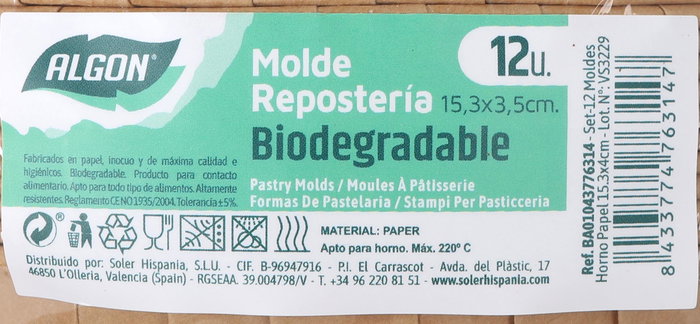 ALGON®
Molde
Repostería 15,3x3,5cm.
Biodegradable
12u.
Pastry Molds / Moules À Pâtisserie
Formas De Pastelaria / Stampi Per Pasticceria
Fabricados en papel, inocuo y de máxima calidad e
higiénicos. Biodegradable. Producto para contacto
alimentario. Apto para todo tipo de alimentos. Altamente
resistentes. Reglamento CE NO 1935/2004. Tolerancia ±5%.
MATERIAL: PAPER
Apto para horno. Máx. 220º C
Algodo por: Soler Hispania, S.L.U. - CIF. B-96947916 - P.I. El Carrascot - Avda. del Plàstic, 17
46850 L'Olleria, Valencia (Spain) - RGSEAA. 39.004798/V - T. +34 96 220 81 51 - www.solerhispania.com
Ref. BA01043776314 - Set-12 Moldes
Horno Papel 15.3x4cm - Lot. Nº: VS3229
8 433774 763147